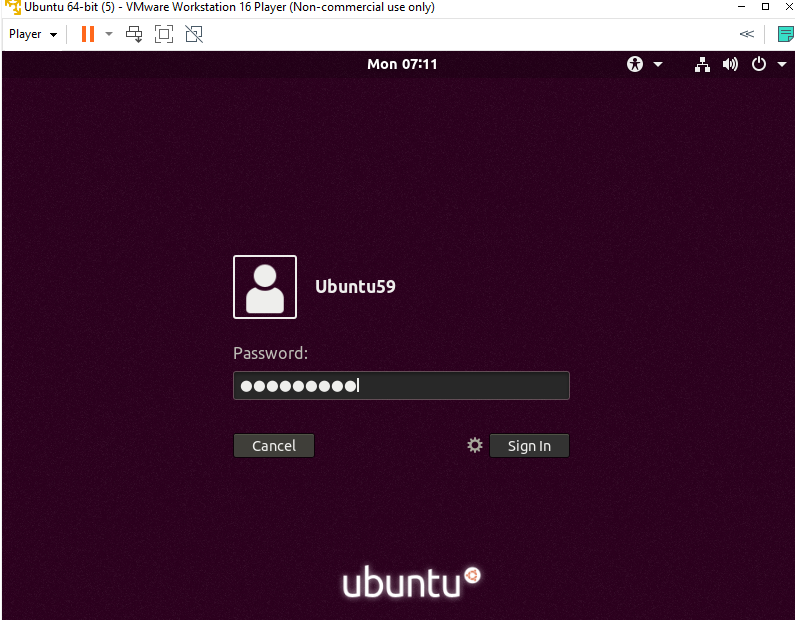 Ubuntu 64-bit (5) - VMware Workstation 16 Player (Non-commercial use only)
Player
Mon 07:11
Ubuntu59
Password:
●●●●●●●●●
Cancel
Sign In
ubuntu